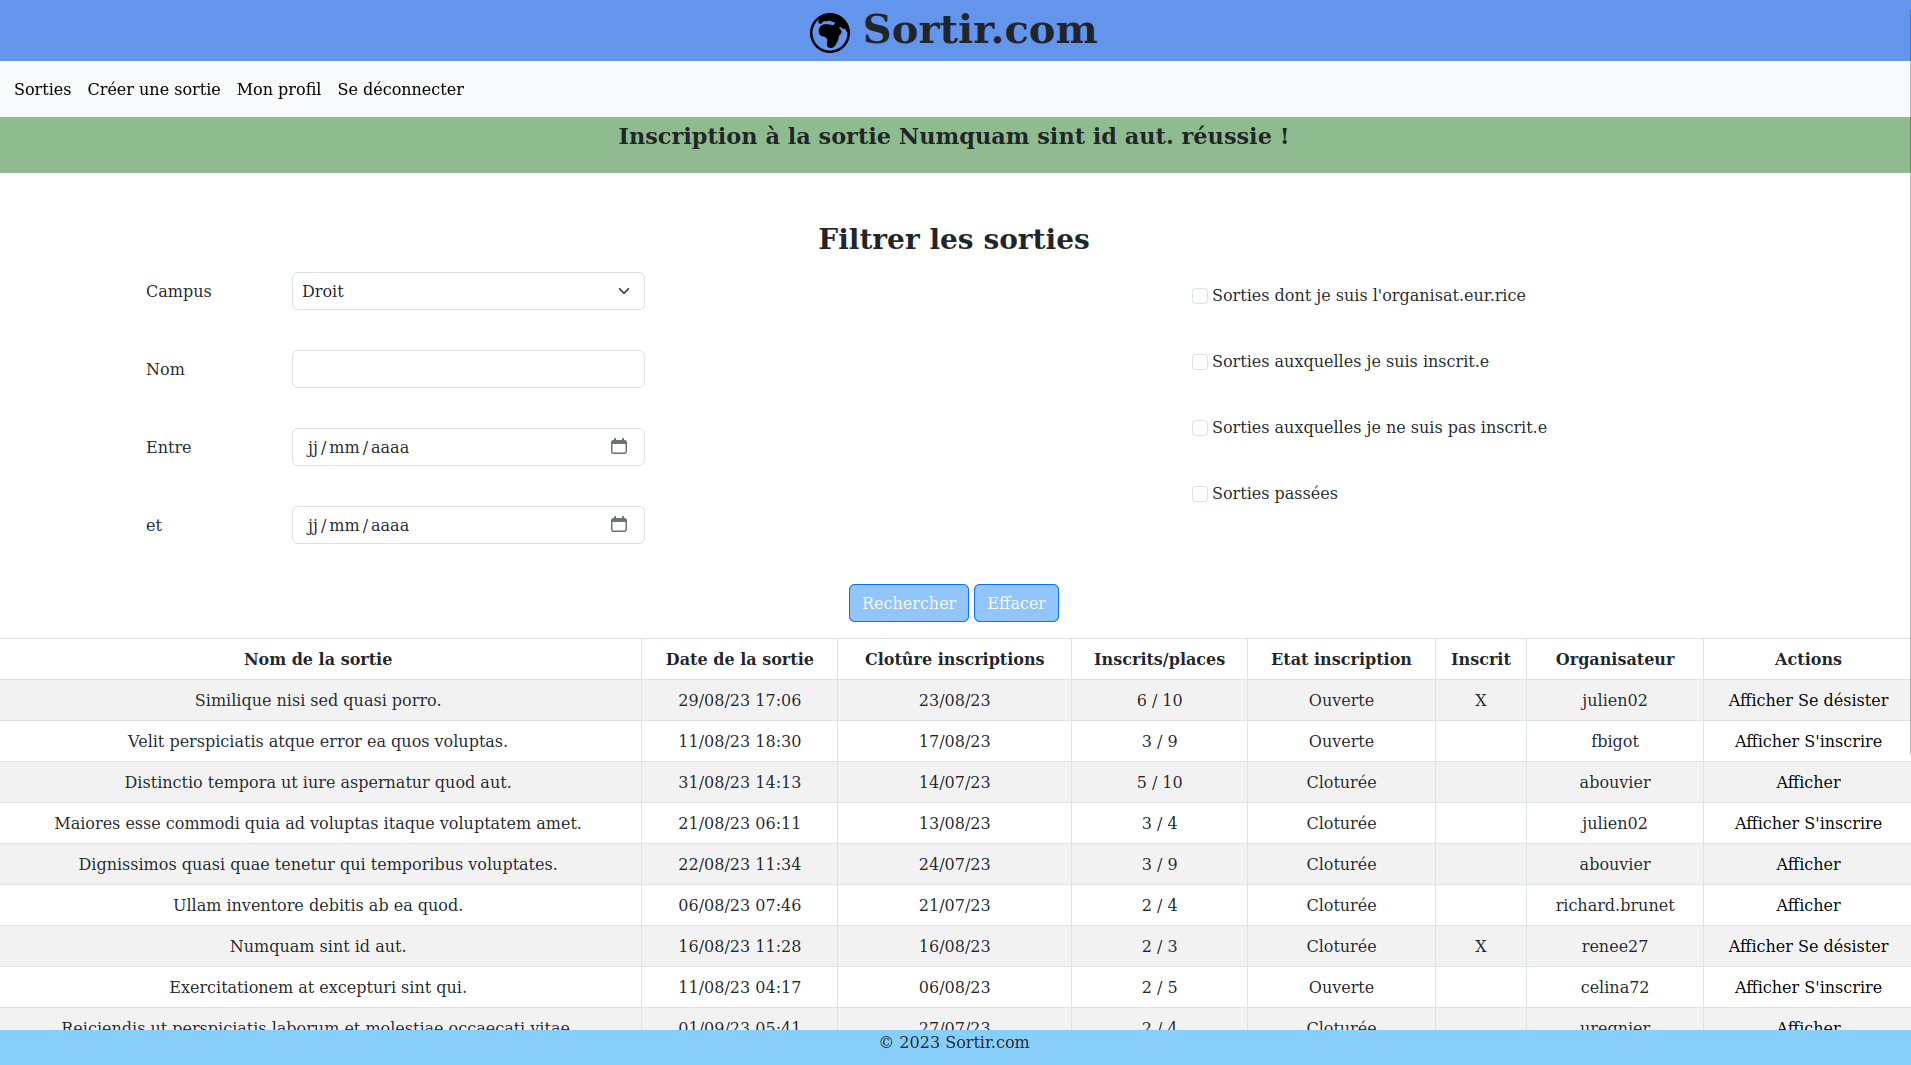 Sortir.com
Sorties Créer une sortie Mon profil Se déconnecter
Inscription à la sortie Numquam sint id aut. réussie !
Filtrer les sorties
Campus Droit
Sorties dont je suis l'organisat.eur.rice
Nom
Sorties auxquelles je suis inscrit.e
Entre jj/mm/aaaa
Sorties auxquelles je ne suis pas inscrit.e
et jj/mm/aaaa
Sorties passées
Rechercher Effacer
Nom de la sortie Date de la sortie Clotûre inscriptions Inscrits/places Etat inscription Inscrit Organisateur Actions
Similique nisi sed quasi porro. 29/08/23 17:06 23/08/23 6 / 10 Ouverte X julien02 Afficher Se désister
Velit perspiciatis atque error ea quos voluptas. 11/08/23 18:30 17/08/23 3 / 9 Ouverte fbigot Afficher S'inscrire
Distinctio tempora ut iure aspernatur quod aut. 31/08/23 14:13 14/07/23 5 / 10 Cloturée abouvier Afficher
Maiores esse commodi quia ad voluptas itaque voluptatem amet. 21/08/23 06:11 13/08/23 3 / 4 Cloturée julien02 Afficher S'inscrire
Dignissimos quasi quae tenetur qui temporibus voluptates. 22/08/23 11:34 24/07/23 3 / 9 Cloturée abouvier Afficher
Ullam inventore debitis ab ea quod. 06/08/23 07:46 21/07/23 2 / 4 Cloturée richard.brunet Afficher
Numquam sint id aut. 16/08/23 11:28 16/08/23 2 / 3 Cloturée X renee27 Afficher Se désister
Exercitationem at excepturi sint qui. 11/08/23 04:17 06/08/23 2 / 5 Ouverte celina72 Afficher S'inscrire
Reiciendis ut perspiciatis laborum et molestiae occaecati vitae. 01/09/23 05:41 27/07/23 2 / 4 Cloturée uregnier Afficher
© 2023 Sortir.com